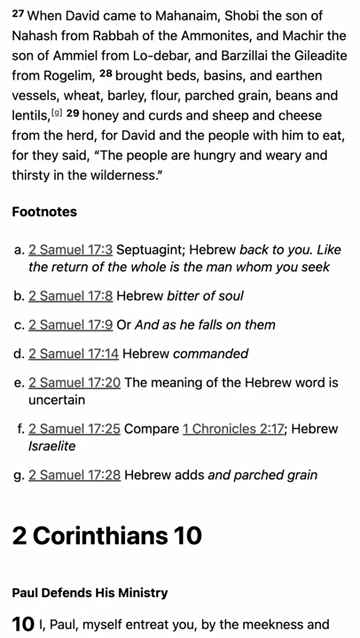 27 When David came to Mahanaim, Shobi the son of
Nahash from Rabbah of the Ammonites, and Machir the
son of Ammiel from Lo-debar, and Barzillai the Gileadite
from Rogelim, 28 brought beds, basins, and earthen
vessels, wheat, barley, flour, parched grain, beans and
lentils,[g] 29 honey and curds and sheep and cheese
from the herd, for David and the people with him to eat,
for they said, “The people are hungry and weary and
thirsty in the wilderness.”
Footnotes
a. 2 Samuel 17:3 Septuagint; Hebrew back to you. Like
the return of the whole is the man whom you seek
b. 2 Samuel 17:8 Hebrew bitter of soul
c. 2 Samuel 17:9 Or And as he falls on them
d. 2 Samuel 17:14 Hebrew commanded
e. 2 Samuel 17:20 The meaning of the Hebrew word is
uncertain
f. 2 Samuel 17:25 Compare 1 Chronicles 2:17; Hebrew
Israelite
g. 2 Samuel 17:28 Hebrew adds and parched grain
2 Corinthians 10
Paul Defends His Ministry
10 I, Paul, myself entreat you, by the meekness and